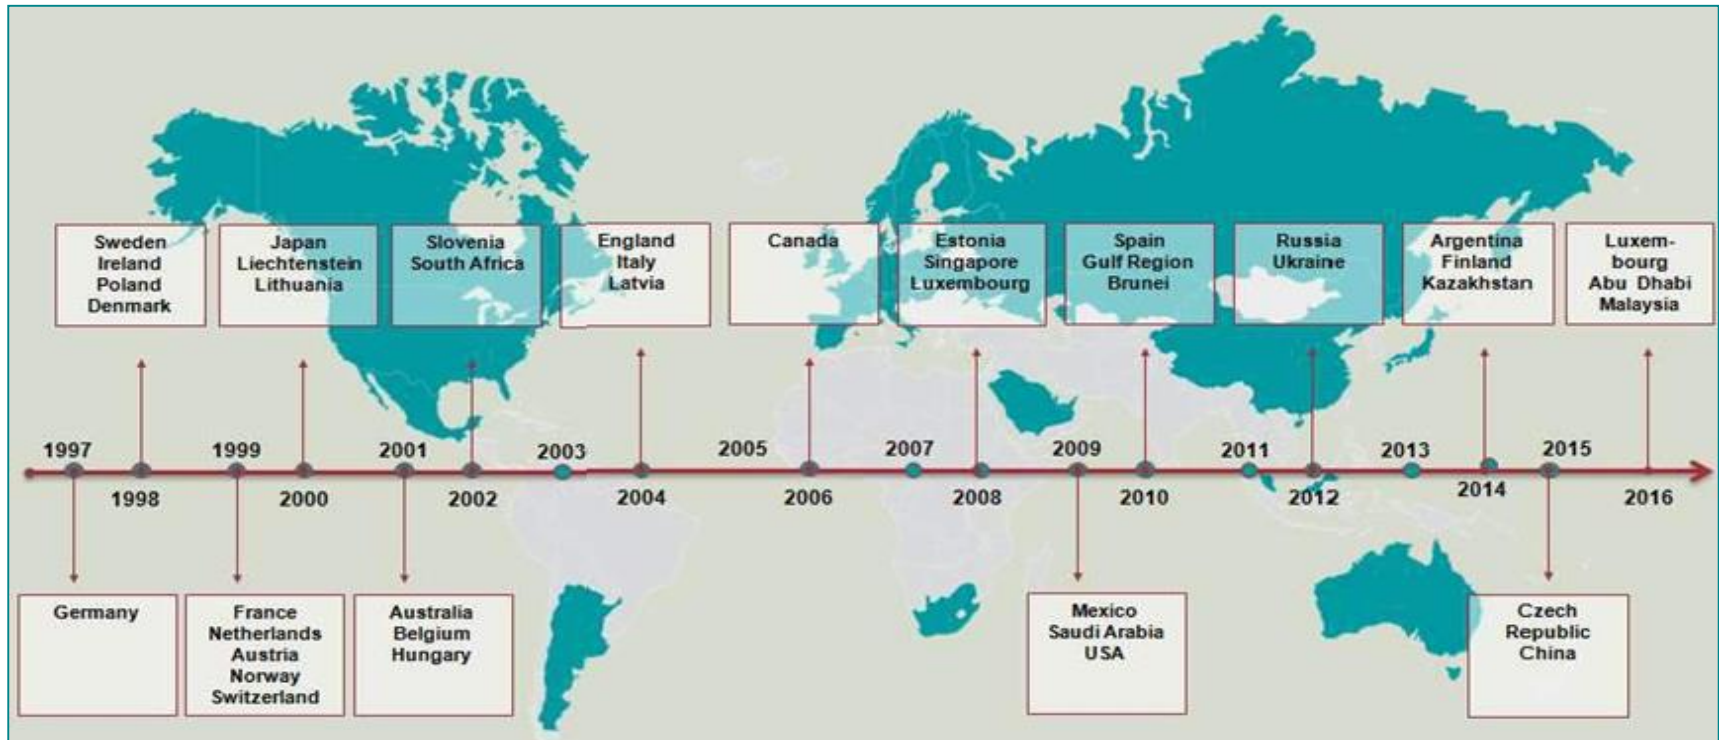 Sweden
Ireland
Poland
Denmark
Japan
Liechtenstein
Lithuania
Slovenia
South Africa
England
Italy
Latvia
Canada
Estonia
Singapore
Luxembourg
Spain
Gulf Region
Brunei
Russia
Ukraine
Argentina
Finland
Kazakhstan
Luxem-
bourg
Abu Dhabi
Malaysia
1997
1998
1999
2000
2001
2002
2003
2004
2005
2006
2007
2008
2009
2010
2011
2012
2013
2014
2015
2016
Germany
France
Netherlands
Austria
Norway
Switzerland
Australia
Belgium
Hungary
Mexico
Saudi Arabia
USA
Czech
Republic
China